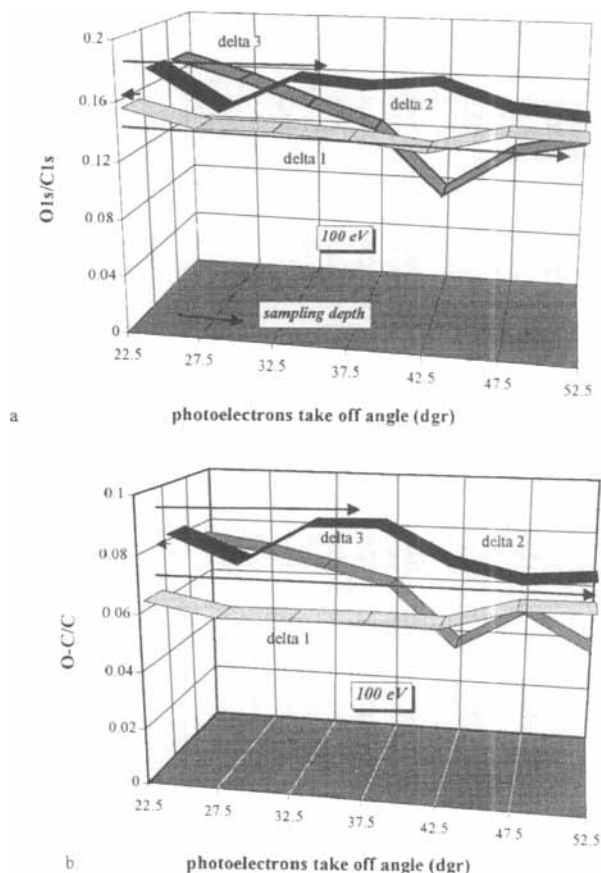 0.2
delta 3
0.16
delta 2
O1s/C1s
0.12
delta 1
0.08
100 eV
0.04
sampling depth
0
22.5
27.5
32.5
37.5
42.5
47.5
52.5
a
photoelectrons take off angle (dgr)
0.1
0.08
delta 3
delta 2
O-C/C
0.06
delta 1
0.04
100 eV
0.02
0
22.5
27.5
32.5
37.5
42.5
47.5
52.5
b.
photoelectrons take off angle (dgr)